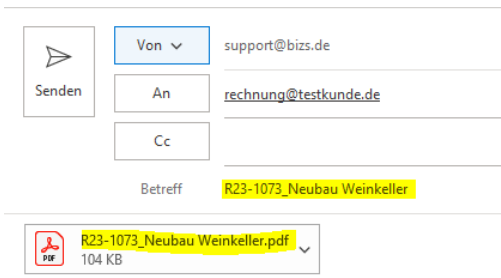 Von
support@bizs.de
Senden
An
rechnung@testkunde.de
Cc
Betreff
R23-1073_Neubau Weinkeller
R23-1073_Neubau Weinkeller.pdf
PDF
104 KB